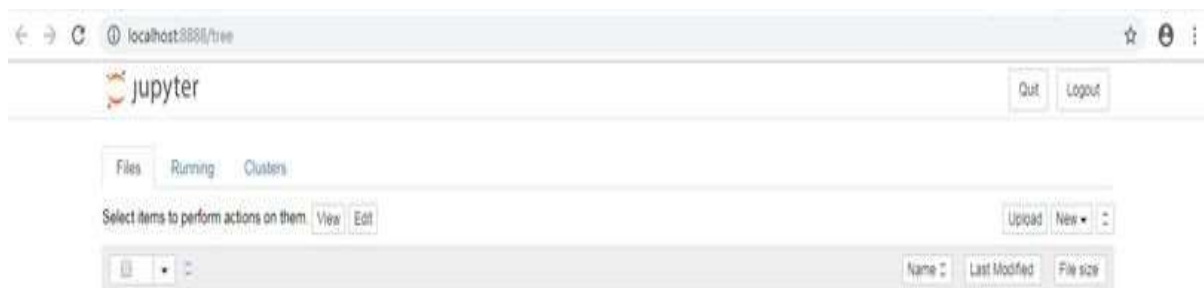 localhost:8888/tree
jupyter
Quit Logout
Files Running Clusters
Select items to perform actions on them. View Edit
Upload New
Name Last Modified File size